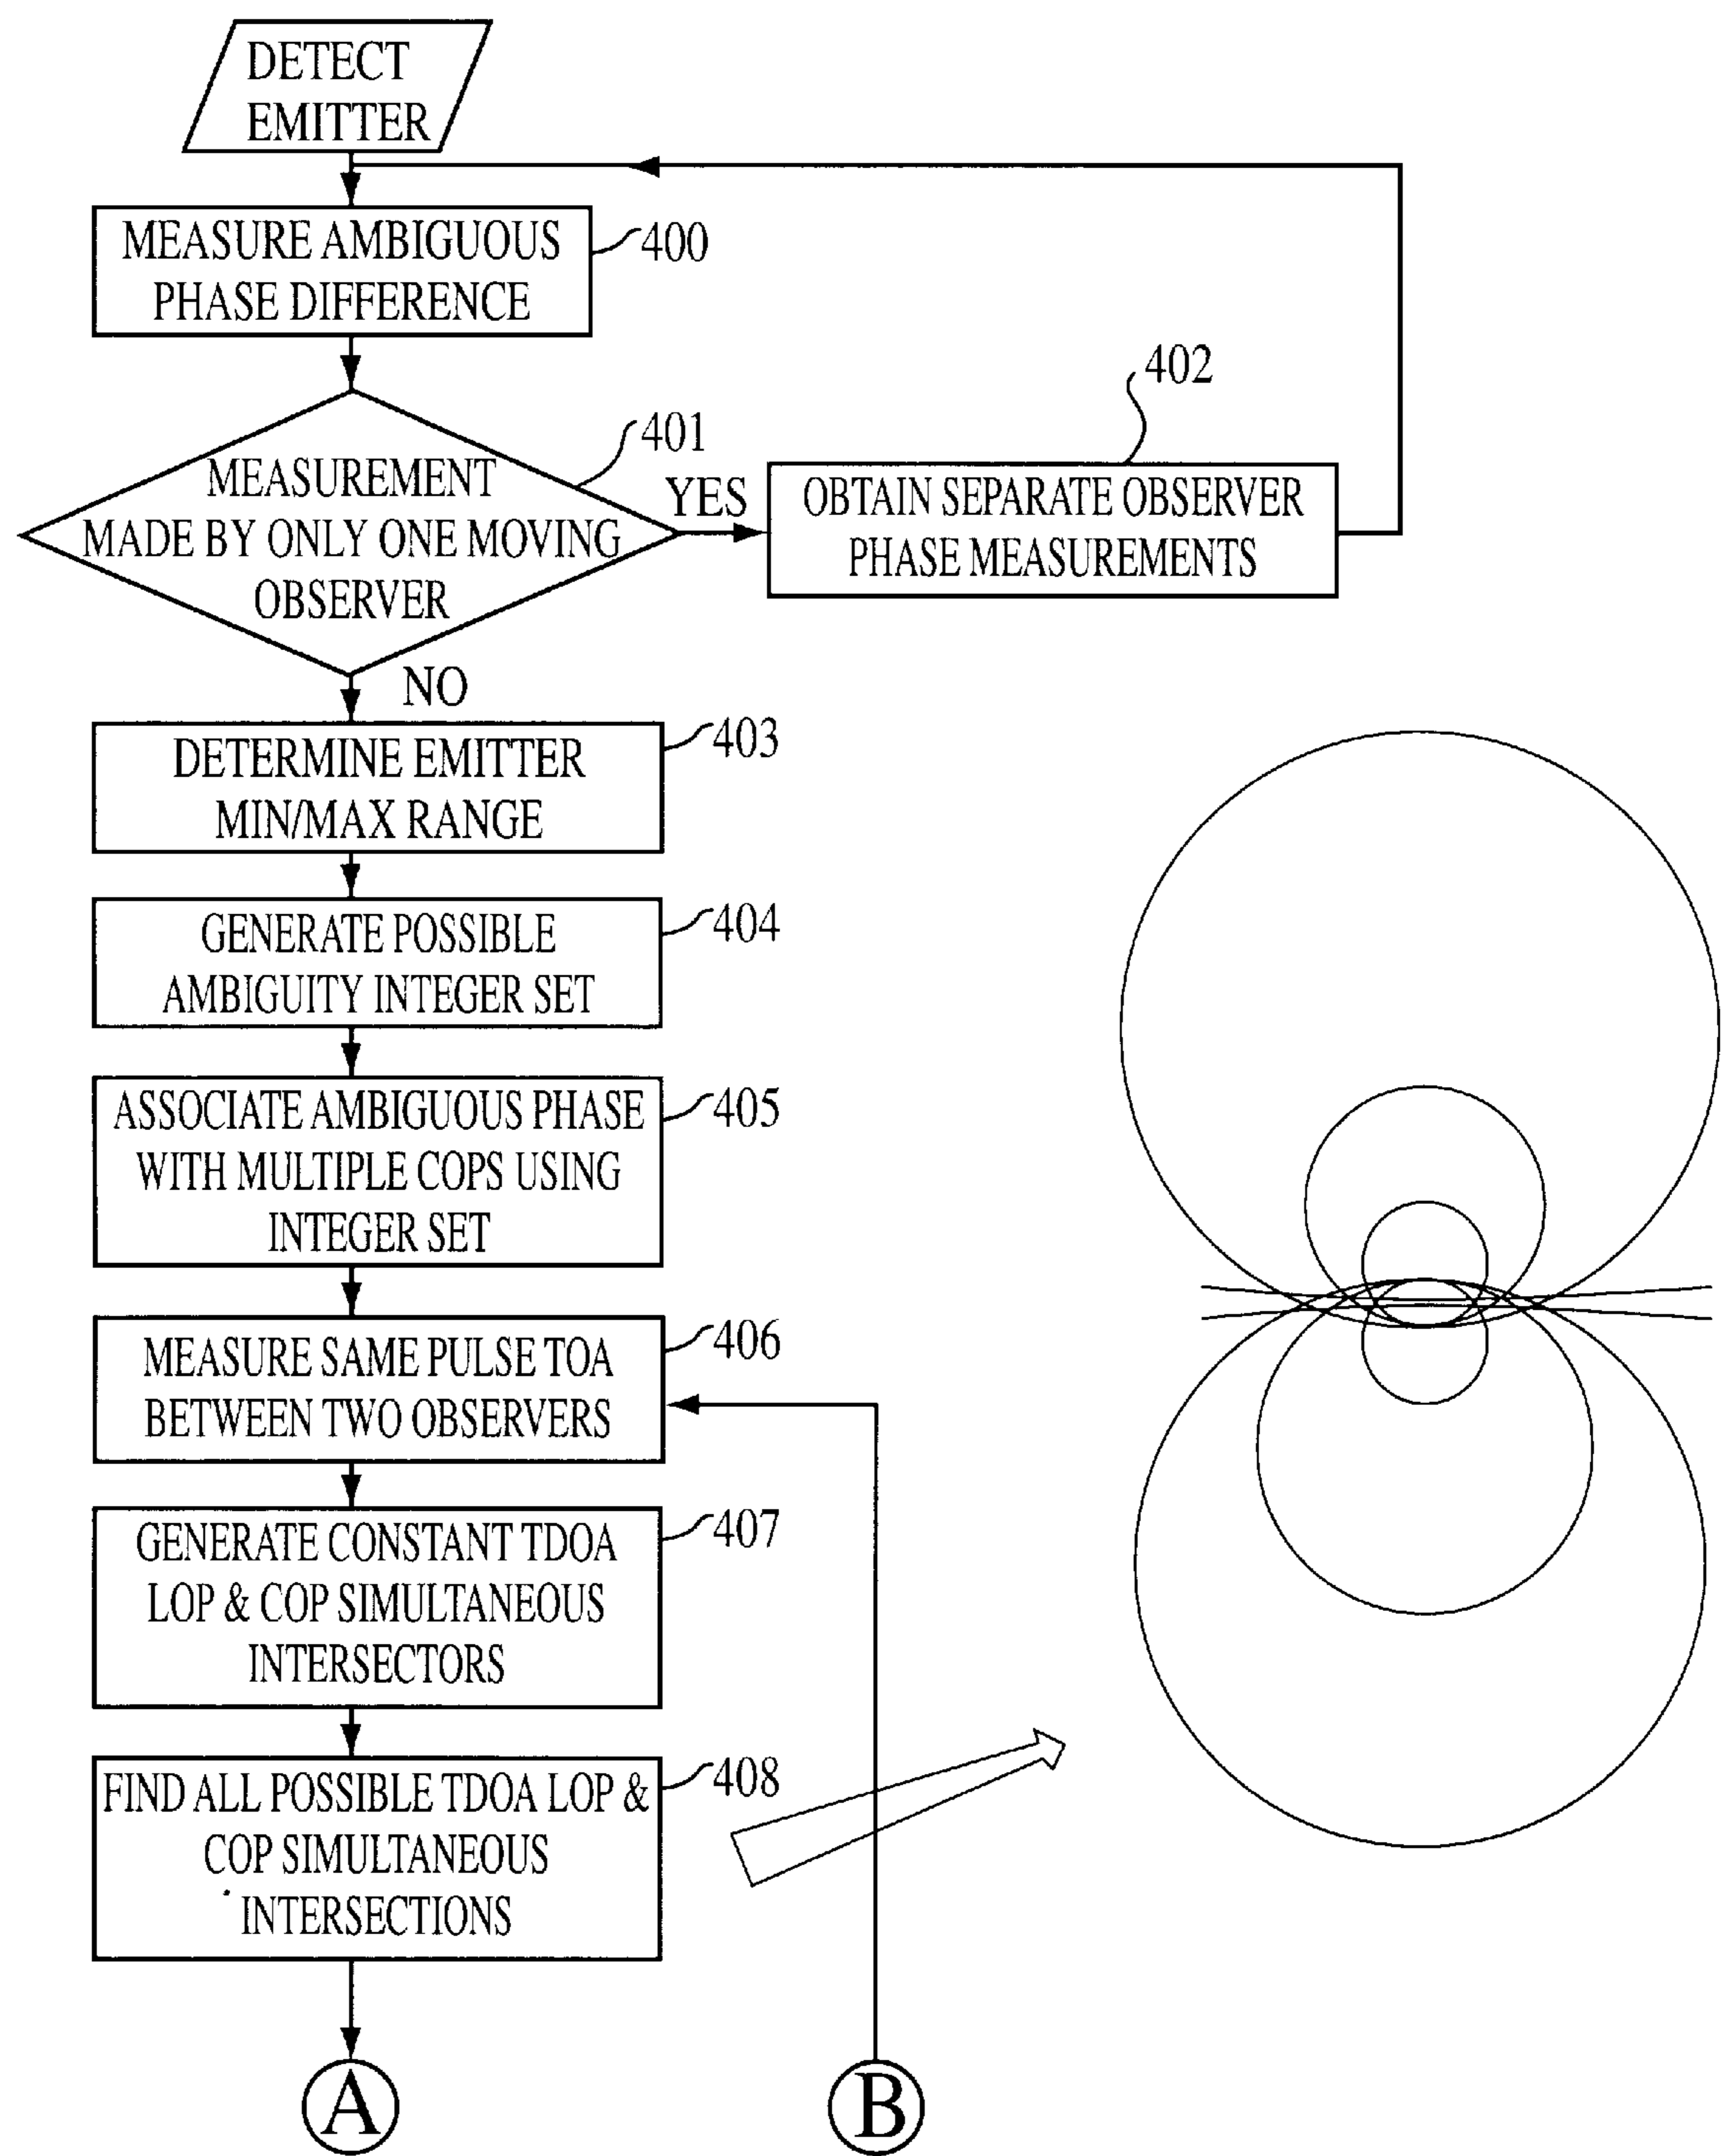 DETECT
EMITTER
MEASURE AMBIGUOUS
PHASE DIFFERENCE
400
MEASUREMENT
MADE BY ONLY ONE MOVING
OBSERVER
401
YES
OBTAIN SEPARATE OBSERVER
PHASE MEASUREMENTS
402
NO
DETERMINE EMITTER
MIN/MAX RANGE
403
GENERATE POSSIBLE
AMBIGUITY INTEGER SET
404
ASSOCIATE AMBIGUOUS PHASE
WITH MULTIPLE COPS USING
INTEGER SET
405
MEASURE SAME PULSE TOA
BETWEEN TWO OBSERVERS
406
GENERATE CONSTANT TDOA
LOP & COP SIMULTANEOUS
INTERSECTORS
407
FIND ALL POSSIBLE TDOA LOP &
COP SIMULTANEOUS
INTERSECTIONS
408
A
B